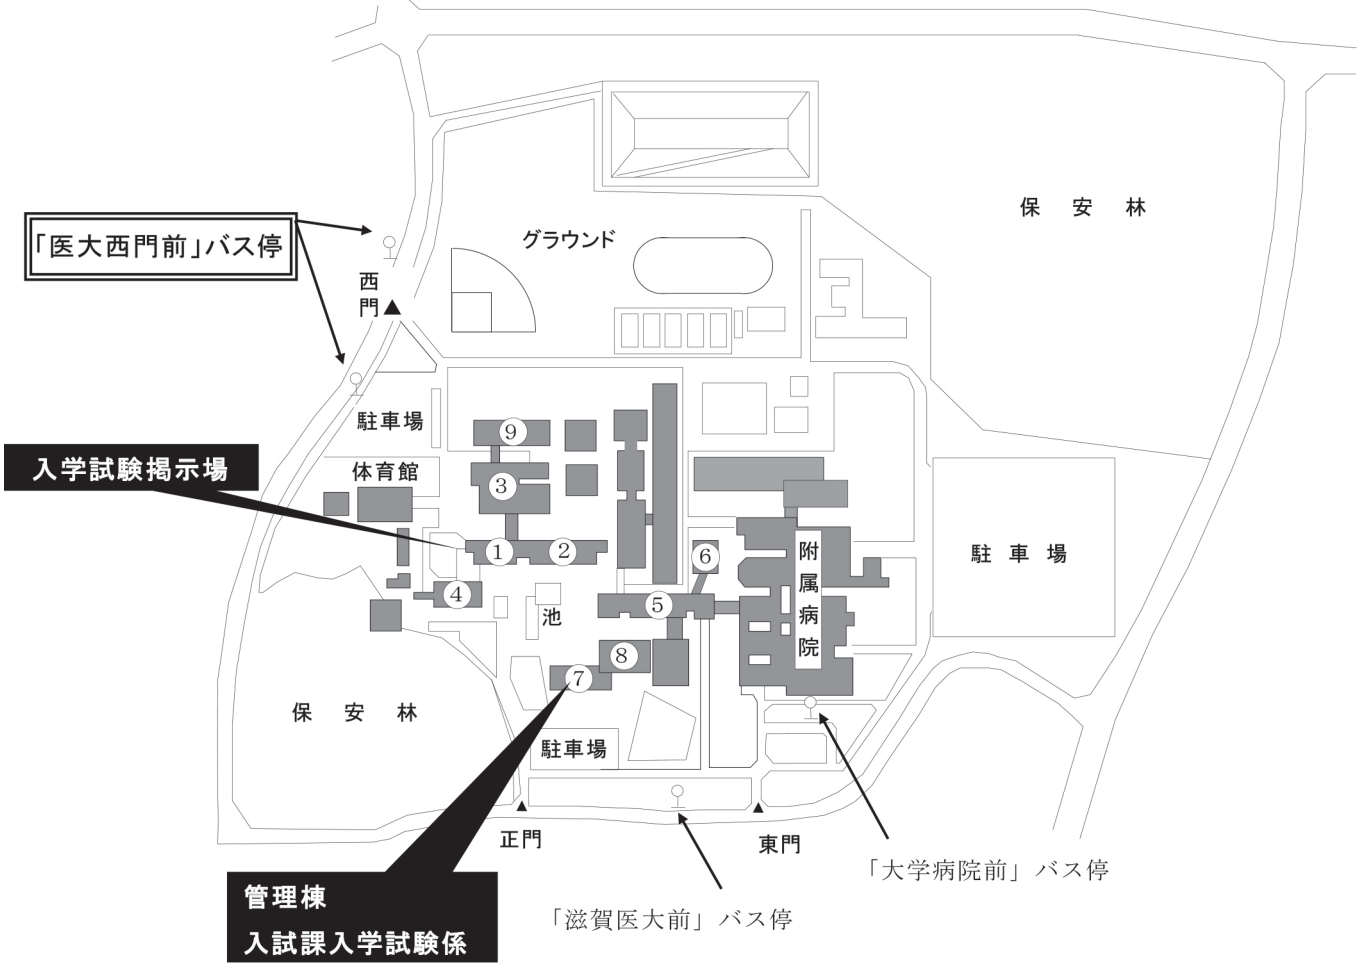 保安林
グラウンド
「医大西門前」バス停
西
門
駐車場
⑨
入学試験掲示場
体育館
③
①
②
⑥
附属病院
駐車場
④
⑤
池
⑧
⑦
保安林
駐車場
正門
東門
「大学病院前」バス停
管理棟
入試課入学試験係
「滋賀医大前」バス停